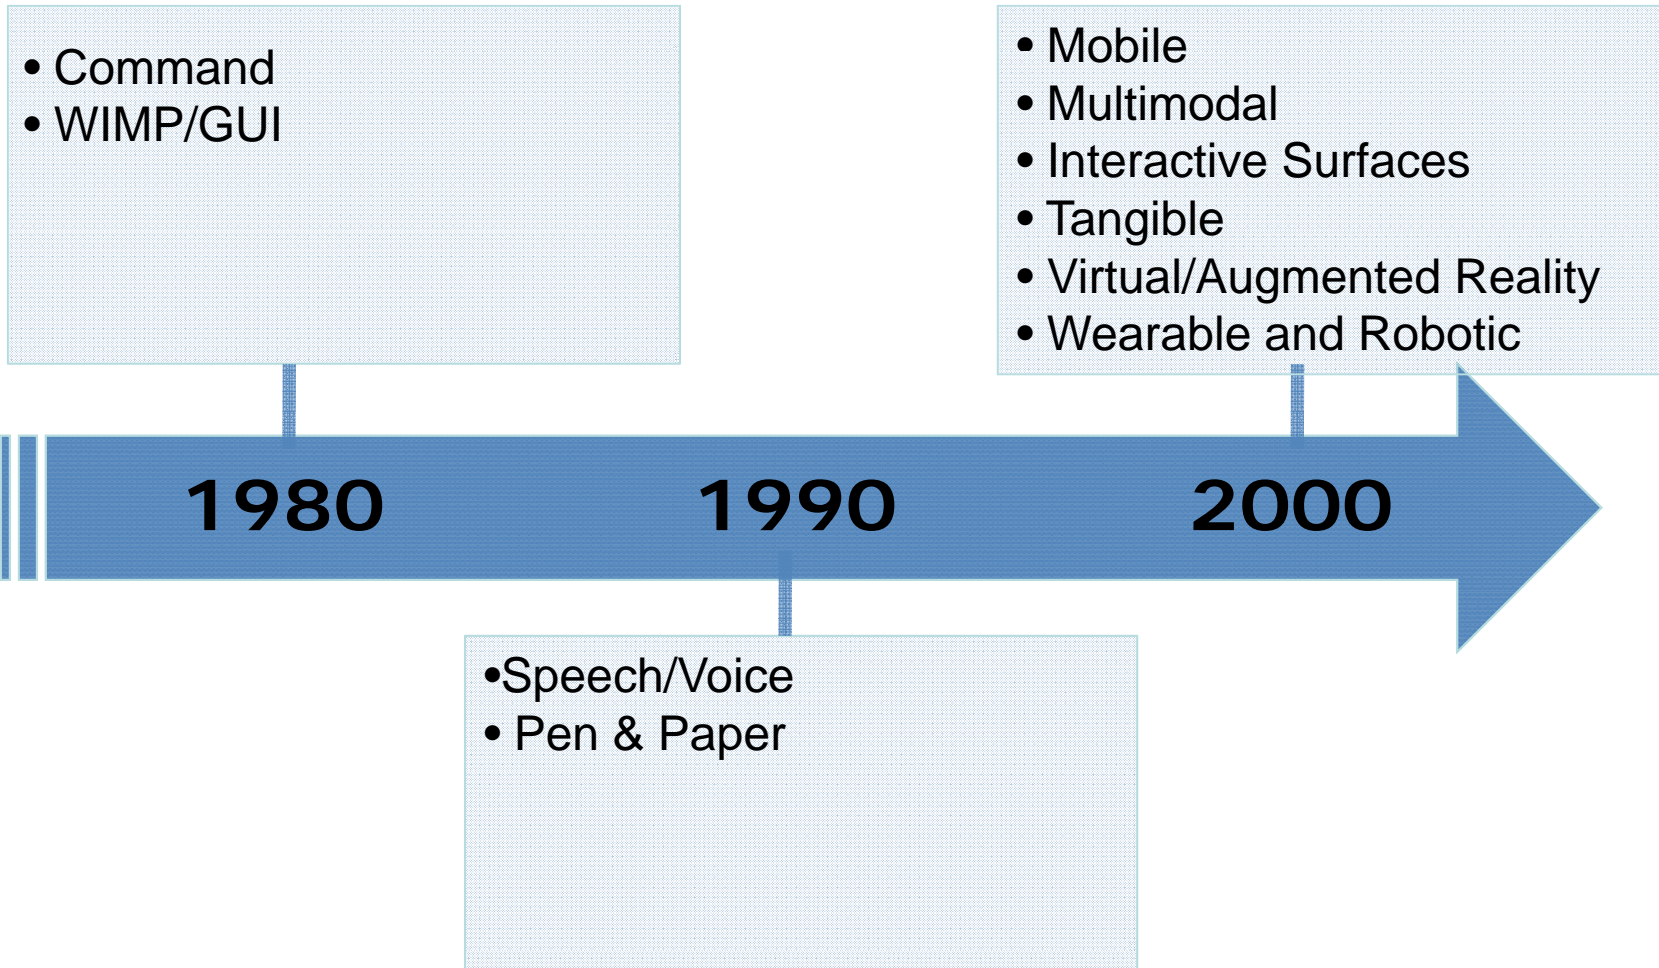 • Command
• WIMP/GUI
• Mobile
• Multimodal
• Interactive Surfaces
• Tangible
• Virtual/Augmented Reality
• Wearable and Robotic
1980
1990
2000
•Speech/Voice
• Pen & Paper